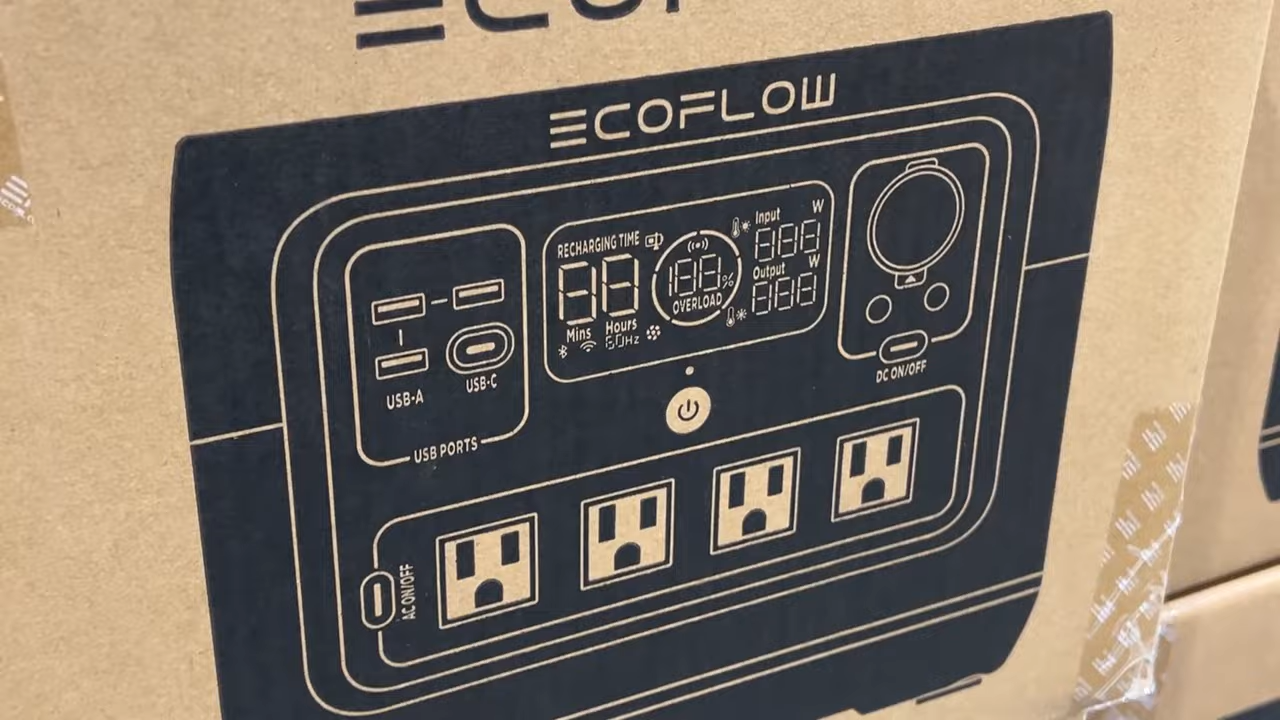 ECOFLOW
RECHARGING TIME
88
Mins Hours
60Hz
188%
OVERLOAD
Input W
888
Output W
888
USB-A
USB-C
USB PORTS
DC ON/OFF
AC ON/OFF